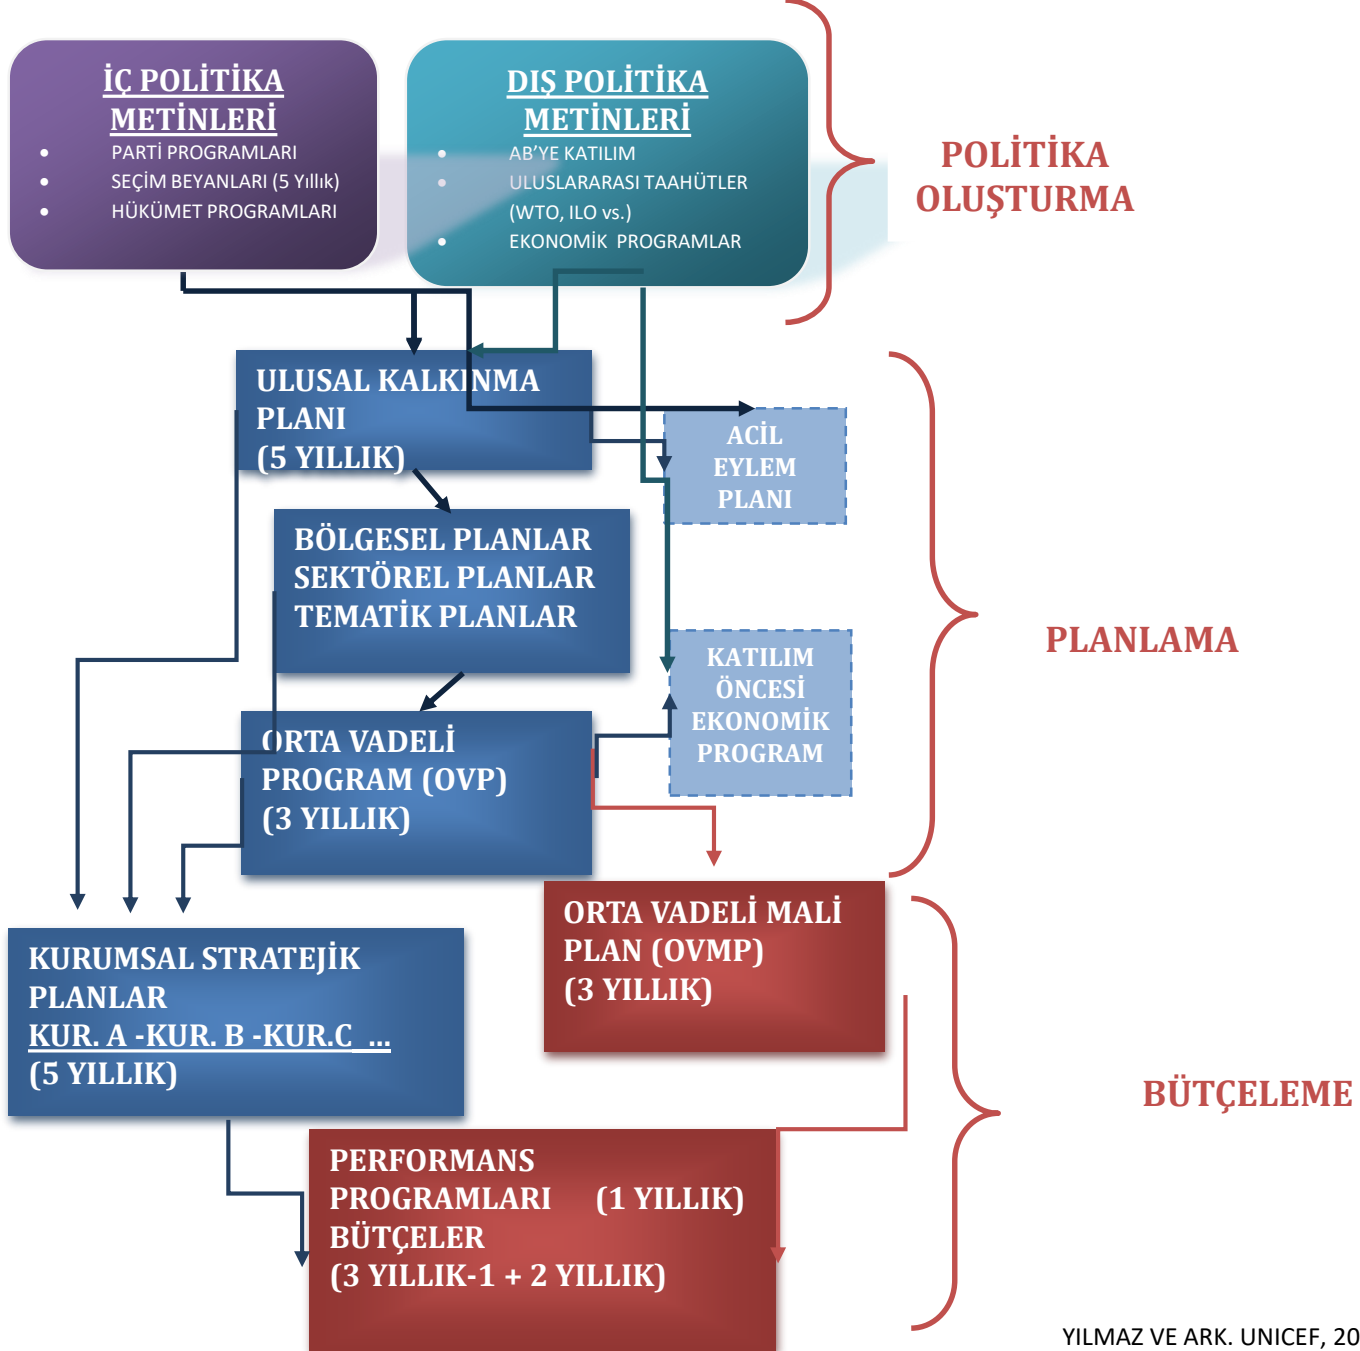 İÇ POLİTİKA
METİNLERİ
• PARTİ PROGRAMLARI
• SEÇİM BEYANLARI (5 Yıllık)
• HÜKÜMET PROGRAMLARI
DIŞ POLİTİKA
METİNLERİ
• AB’YE KATILIM
• ULUSLARARASI TAAHÜTLER
(WTO, ILO vs.)
• EKONOMİK PROGRAMLAR
POLİTİKA
OLUŞTURMA
ULUSAL KALKINMA
PLANI
(5 YILLIK)
ACİL
EYLEM
PLANI
BÖLGESEL PLANLAR
SEKTÖREL PLANLAR
TEMATİK PLANLAR
PLANLAMA
KATILIM
ÖNCESİ
EKONOMİK
PROGRAM
ORTA VADELİ
PROGRAM (OVP)
(3 YILLIK)
ORTA VADELİ MALİ
PLAN (OVMP)
(3 YILLIK)
KURUMSAL STRATEJİK
PLANLAR
KUR. A -KUR. B -KUR.C ...
(5 YILLIK)
BÜTÇELEME
PERFORMANS
PROGRAMLARI (1 YILLIK)
BÜTÇELER
(3 YILLIK-1 + 2 YILLIK)
YILMAZ VE ARK. UNICEF, 20